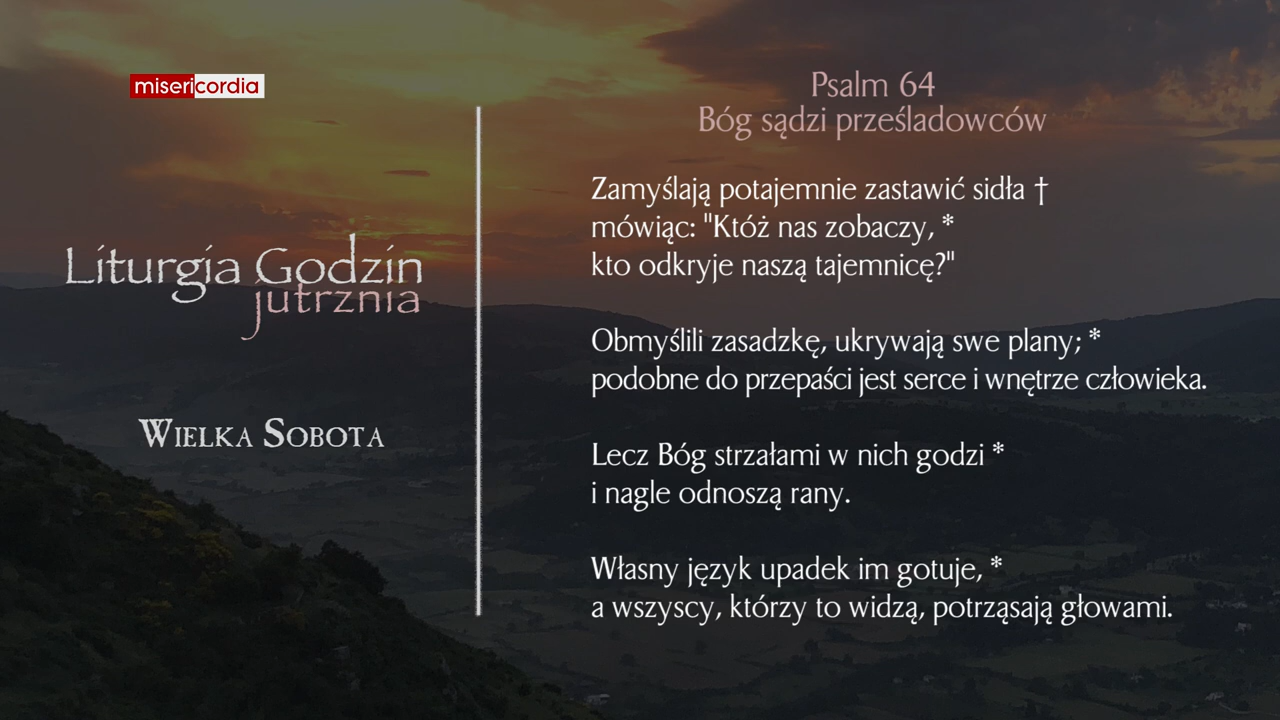 misericordia
Liturgia Godzin
jutrznia
Wielka Sobota
Psalm 64
Bóg sądzi prześladowców
Zamyślają potajemnie zastawić sidła †
mówiąc: "Któż nas zobaczy, *
kto odkryje naszą tajemnicę?"
Obmyślili zasadzkę, ukrywają swe plany; *
podobne do przepaści jest serce i wnętrze człowieka.
Lecz Bóg strzałami w nich godzi *
i nagle odnoszą rany.
Własny język upadek im gotuje, *
a wszyscy, którzy to widzą, potrząsają głowami.